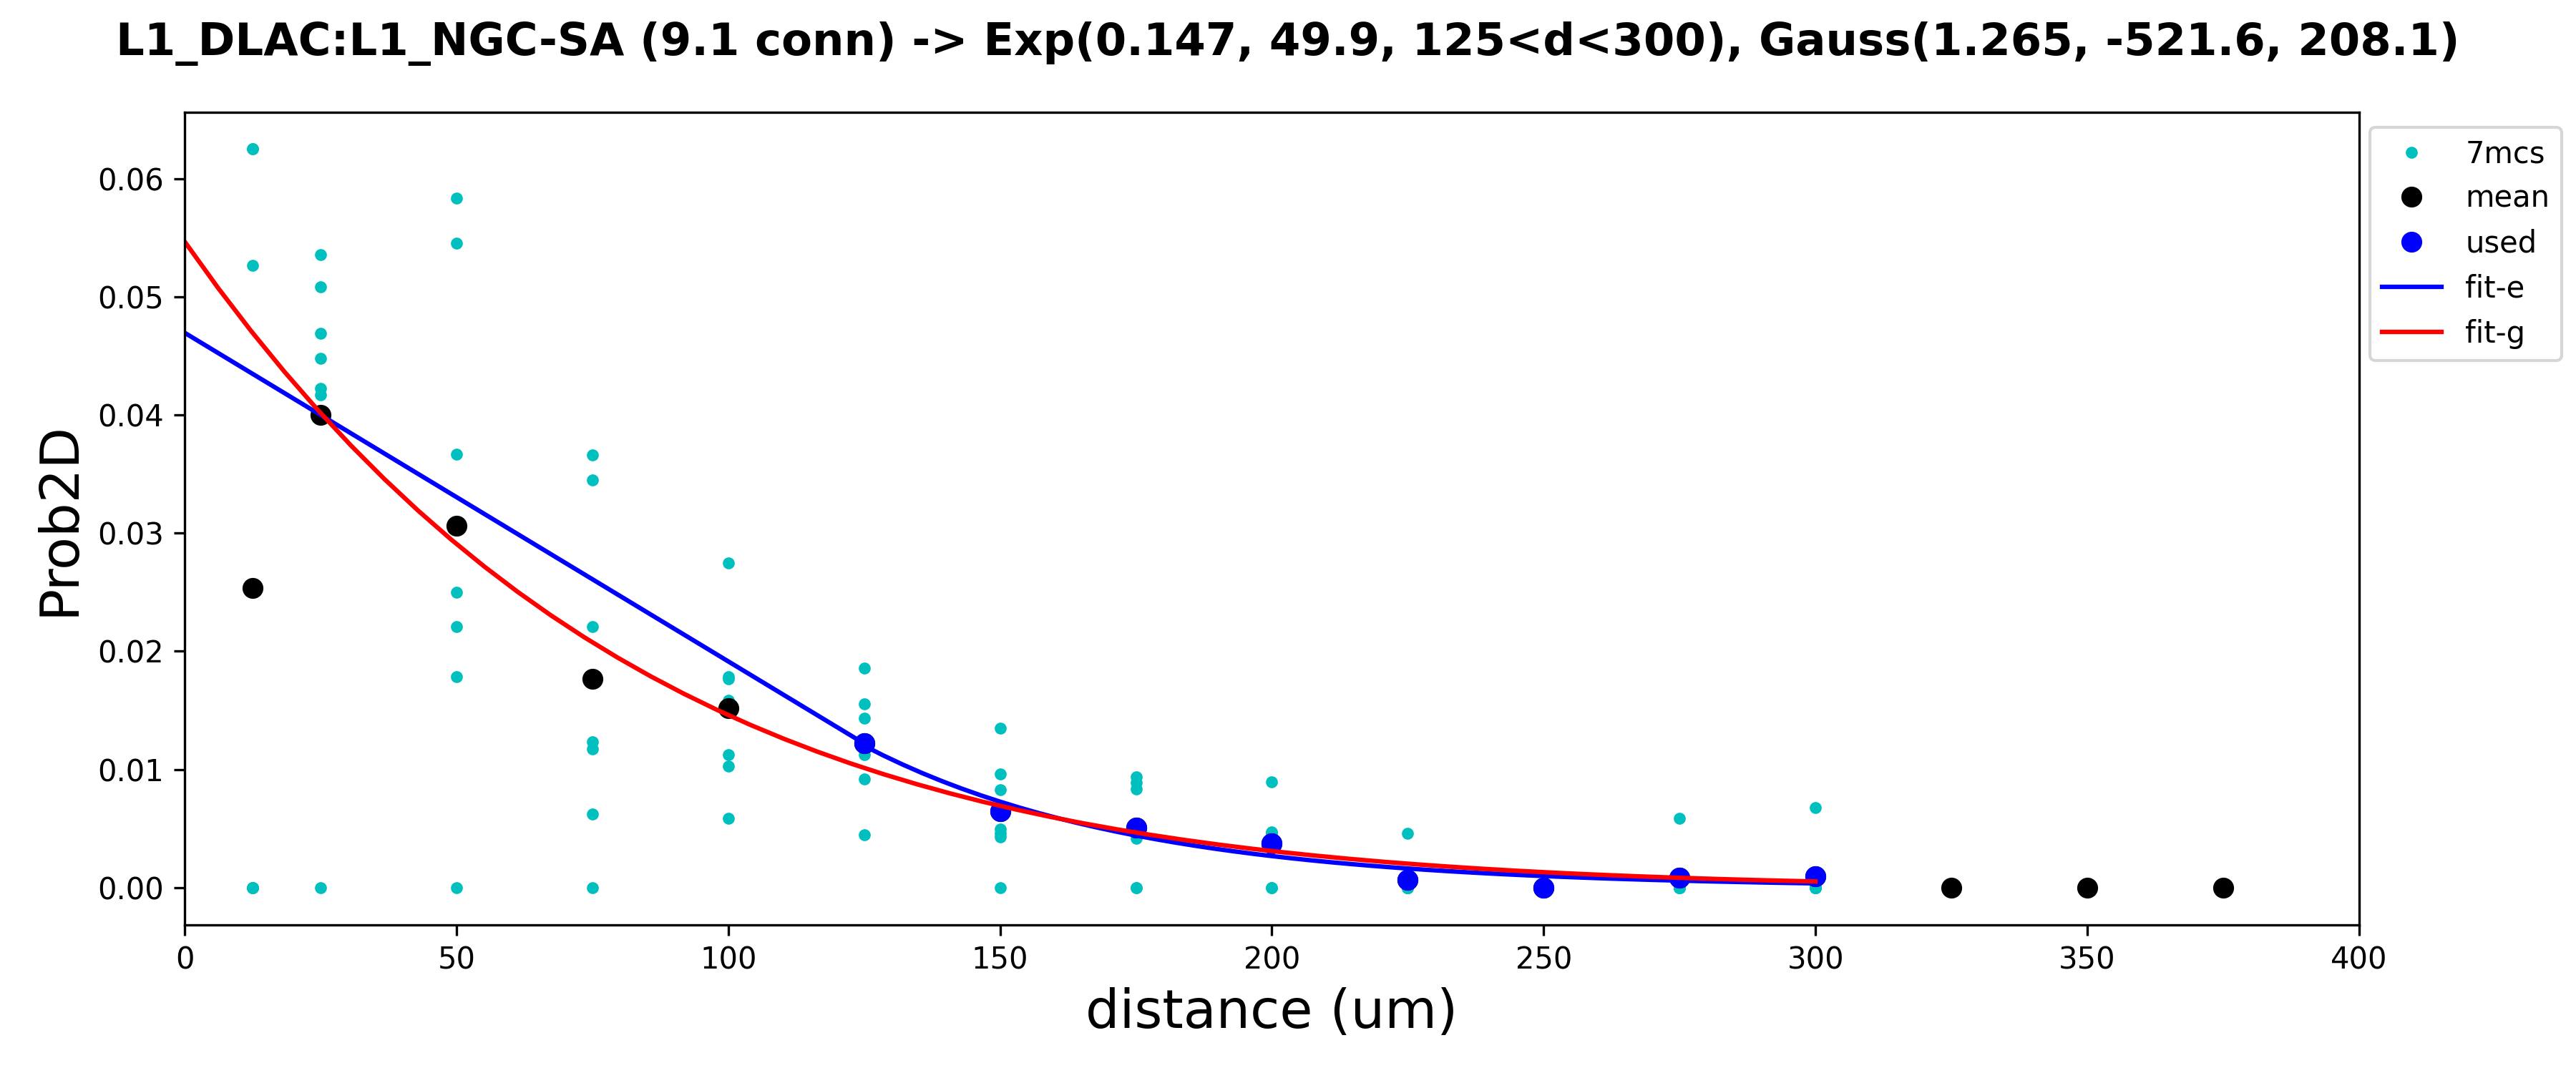 L1_DLAC:L1_NGC-SA (9.1 conn) -> Exp(0.147, 49.9, 125<d<300), Gauss(1.265, -521.6, 208.1)
7mcs
mean
used
fit-e
fit-g
Prob2D
0.06
0.05
0.04
0.03
0.02
0.01
0.00
0 50 100 150 200 250 300 350 400
distance (um)